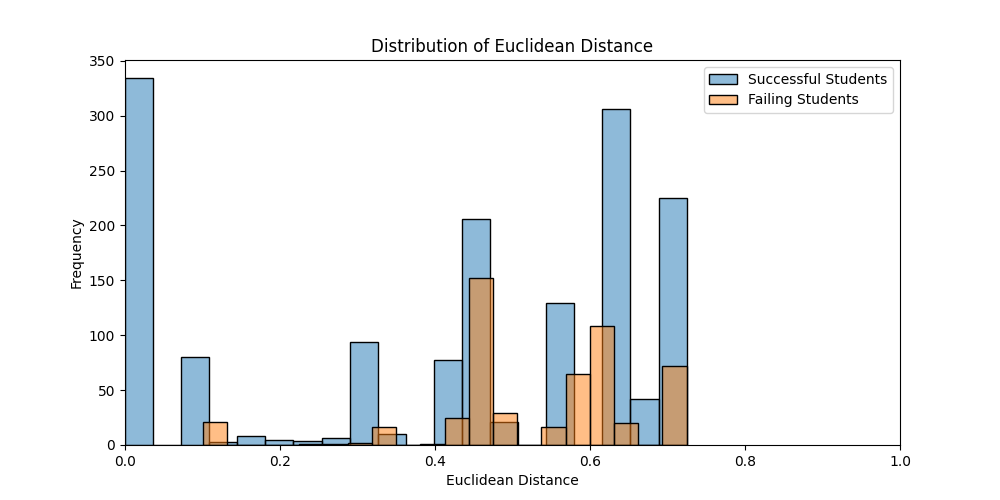 Distribution of Euclidean Distance
Successful Students
Failing Students
350
300
250
200
150
100
50
0
Frequency
0.0 0.2 0.4 0.6 0.8 1.0
Euclidean Distance